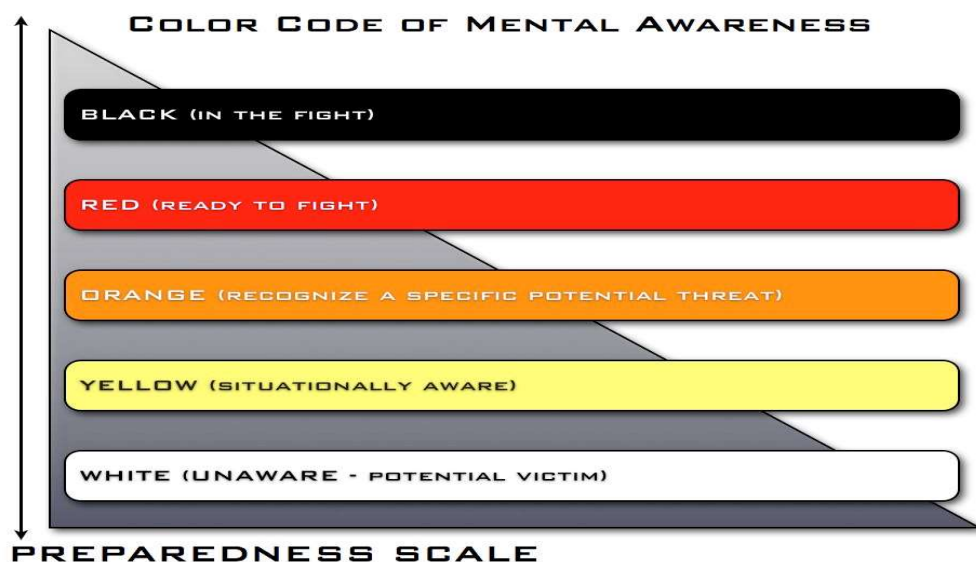 Color Code of Mental Awareness
BLACK (IN THE FIGHT)
RED (READY TO FIGHT)
ORANGE (RECOGNIZE A SPECIFIC POTENTIAL THREAT)
YELLOW (SITUATIONALLY AWARE)
WHITE (UNAWARE - POTENTIAL VICTIM)
PREPAREDNESS SCALE